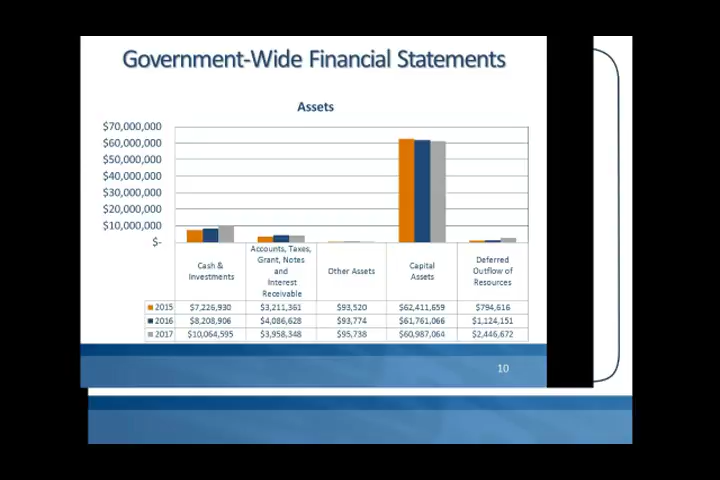 Government-Wide Financial Statements
Assets
$70,000,000
$60,000,000
$50,000,000
$40,000,000
$30,000,000
$20,000,000
$10,000,000
$-
Cash & Investments
Accounts, Taxes, Grant, Notes and Interest Receivable
Other Assets
Capital Assets
Deferred Outflow of Resources
2015 $7,226,930 $3,211,361 $93,520 $62,411,659 $794,616
2016 $8,208,906 $4,086,628 $93,774 $61,761,066 $1,124,151
2017 $10,064,595 $3,958,348 $95,738 $60,987,064 $2,446,672
10